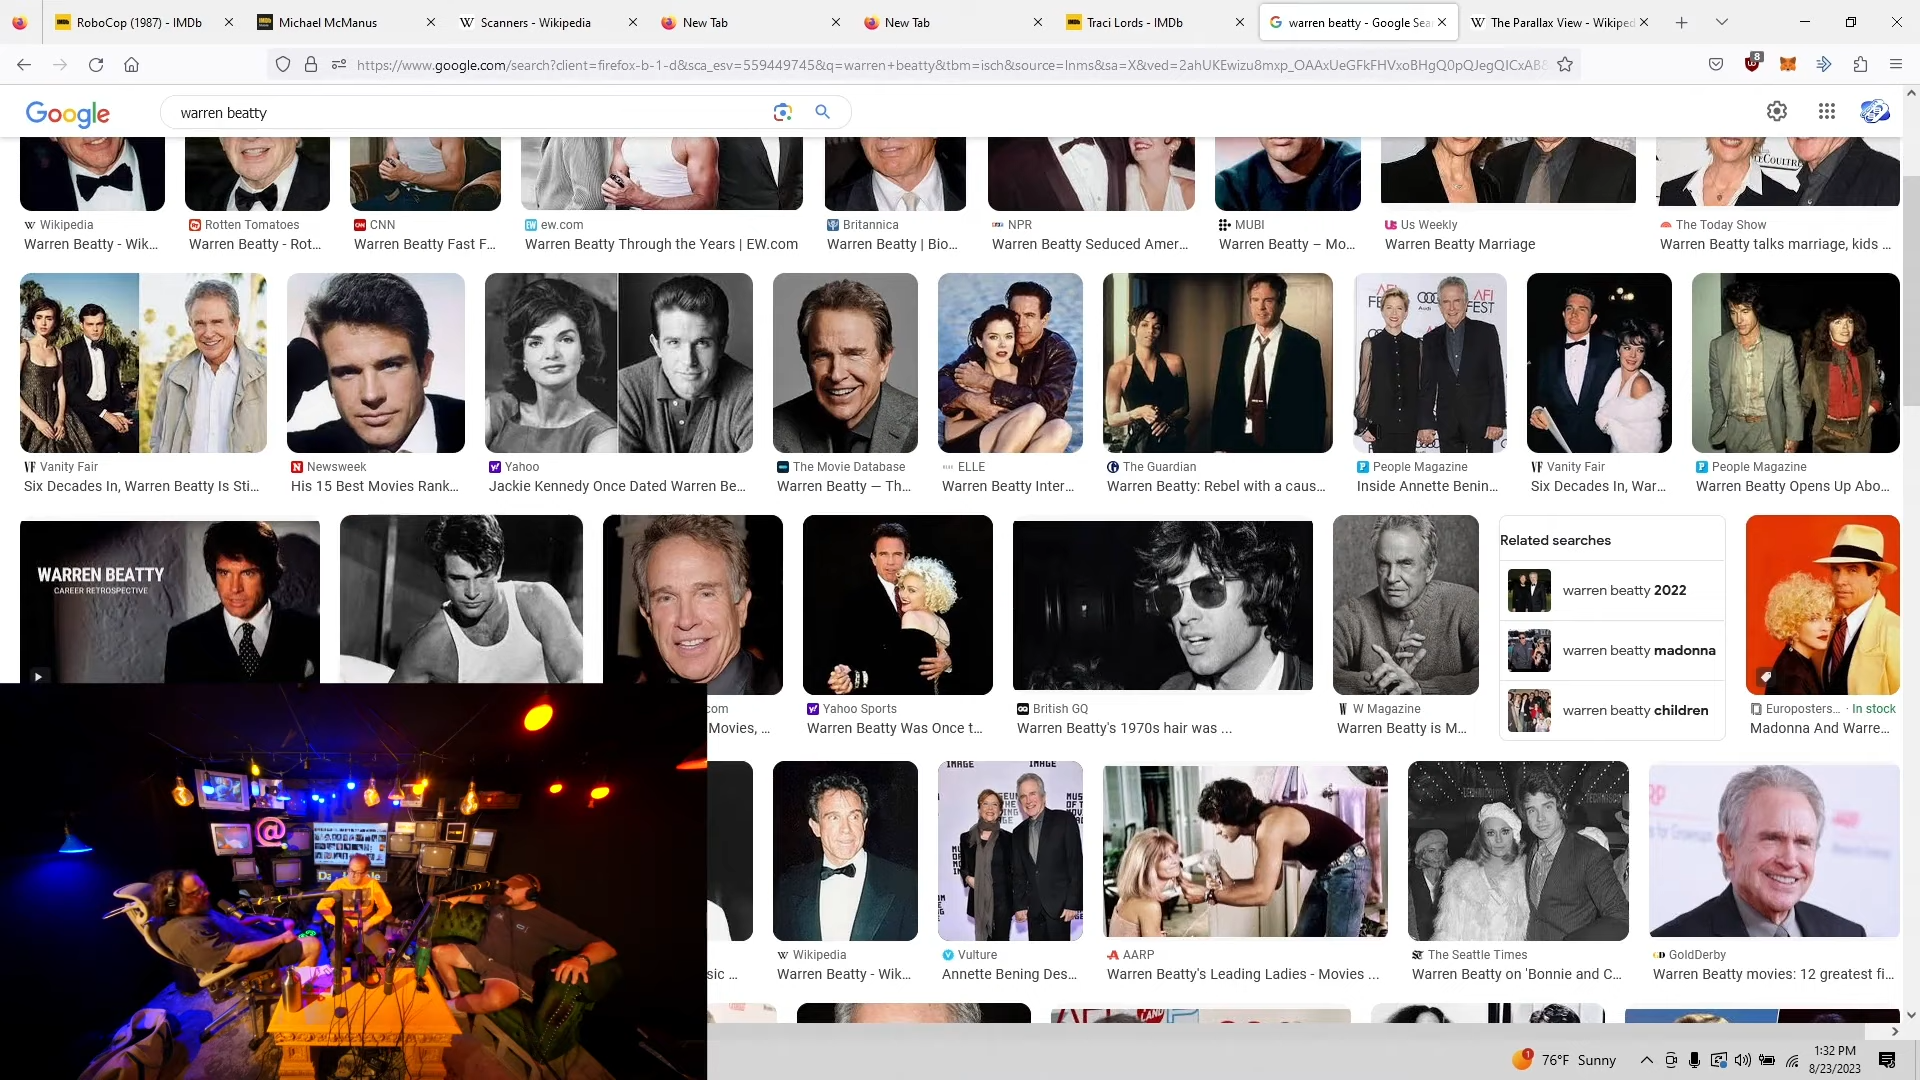 RoboCop (1987) - IMDb
Michael McManus
Scanners - Wikipedia
New Tab
New Tab
Traci Lords - IMDb
warren beatty - Google Sea
The Parallax View - Wikiped
https://www.google.com/search?client=firefox-b-1-d&sca_esv=559449745&q=warren+beatty&tbm=isch&source=lnms&sa=X&ved=2ahUKEwizu8mxp_OAAxUeGFkFHVxoBHgQ0pQJegQICxAB&
8
Google
warren beatty
Wikipedia
Warren Beatty - Wik...
Rotten Tomatoes
Warren Beatty - Rot...
CNN
Warren Beatty Fast F...
ew.com
Warren Beatty Through the Years | EW.com
Britannica
Warren Beatty | Bio...
NPR
Warren Beatty Seduced Amer...
MUBI
Warren Beatty – Mo...
Us Weekly
Warren Beatty Marriage
The Today Show
Warren Beatty talks marriage, kids ...
AFI
FEST
Vanity Fair
Six Decades In, Warren Beatty Is Sti...
Newsweek
His 15 Best Movies Rank...
Yahoo
Jackie Kennedy Once Dated Warren Be...
The Movie Database
Warren Beatty — Th...
ELLE
Warren Beatty Inter...
The Guardian
Warren Beatty: Rebel with a caus...
People Magazine
Inside Annette Benin...
Vanity Fair
Six Decades In, War...
People Magazine
Warren Beatty Opens Up Abo...
WARREN BEATTY
CAREER RETROSPECTIVE
Related searches
warren beatty 2022
warren beatty madonna
warren beatty children
com
Movies, ...
Yahoo Sports
Warren Beatty Was Once t...
British GQ
Warren Beatty's 1970s hair was ...
W Magazine
Warren Beatty is M...
Europosters... · In stock
Madonna And Warre...
IMAGE
IMAGE
sic ...
Wikipedia
Warren Beatty - Wik...
Vulture
Annette Bening Des...
AARP
Warren Beatty's Leading Ladies - Movies ...
The Seattle Times
Warren Beatty on 'Bonnie and C...
GoldDerby
Warren Beatty movies: 12 greatest fi...
@
1
76°F Sunny
1:32 PM
8/23/2023